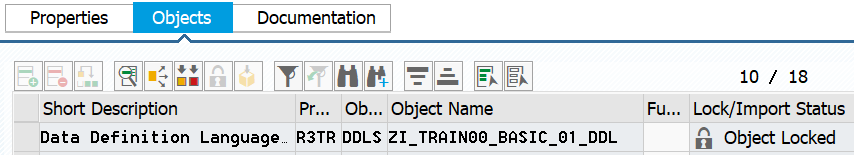 Properties Objects Documentation
10 / 18
Short Description Pr... Ob... Object Name Fu... Lock/Import Status
Data Definition Language... R3TR DDLS ZI_TRAIN00_BASIC_01_DDL Object Locked